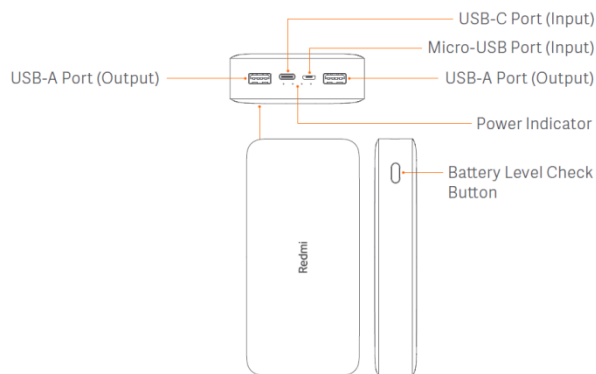 USB-C Port (Input)
Micro-USB Port (Input)
USB-A Port (Output)
USB-A Port (Output)
Power Indicator
Battery Level Check
Button
Redmi